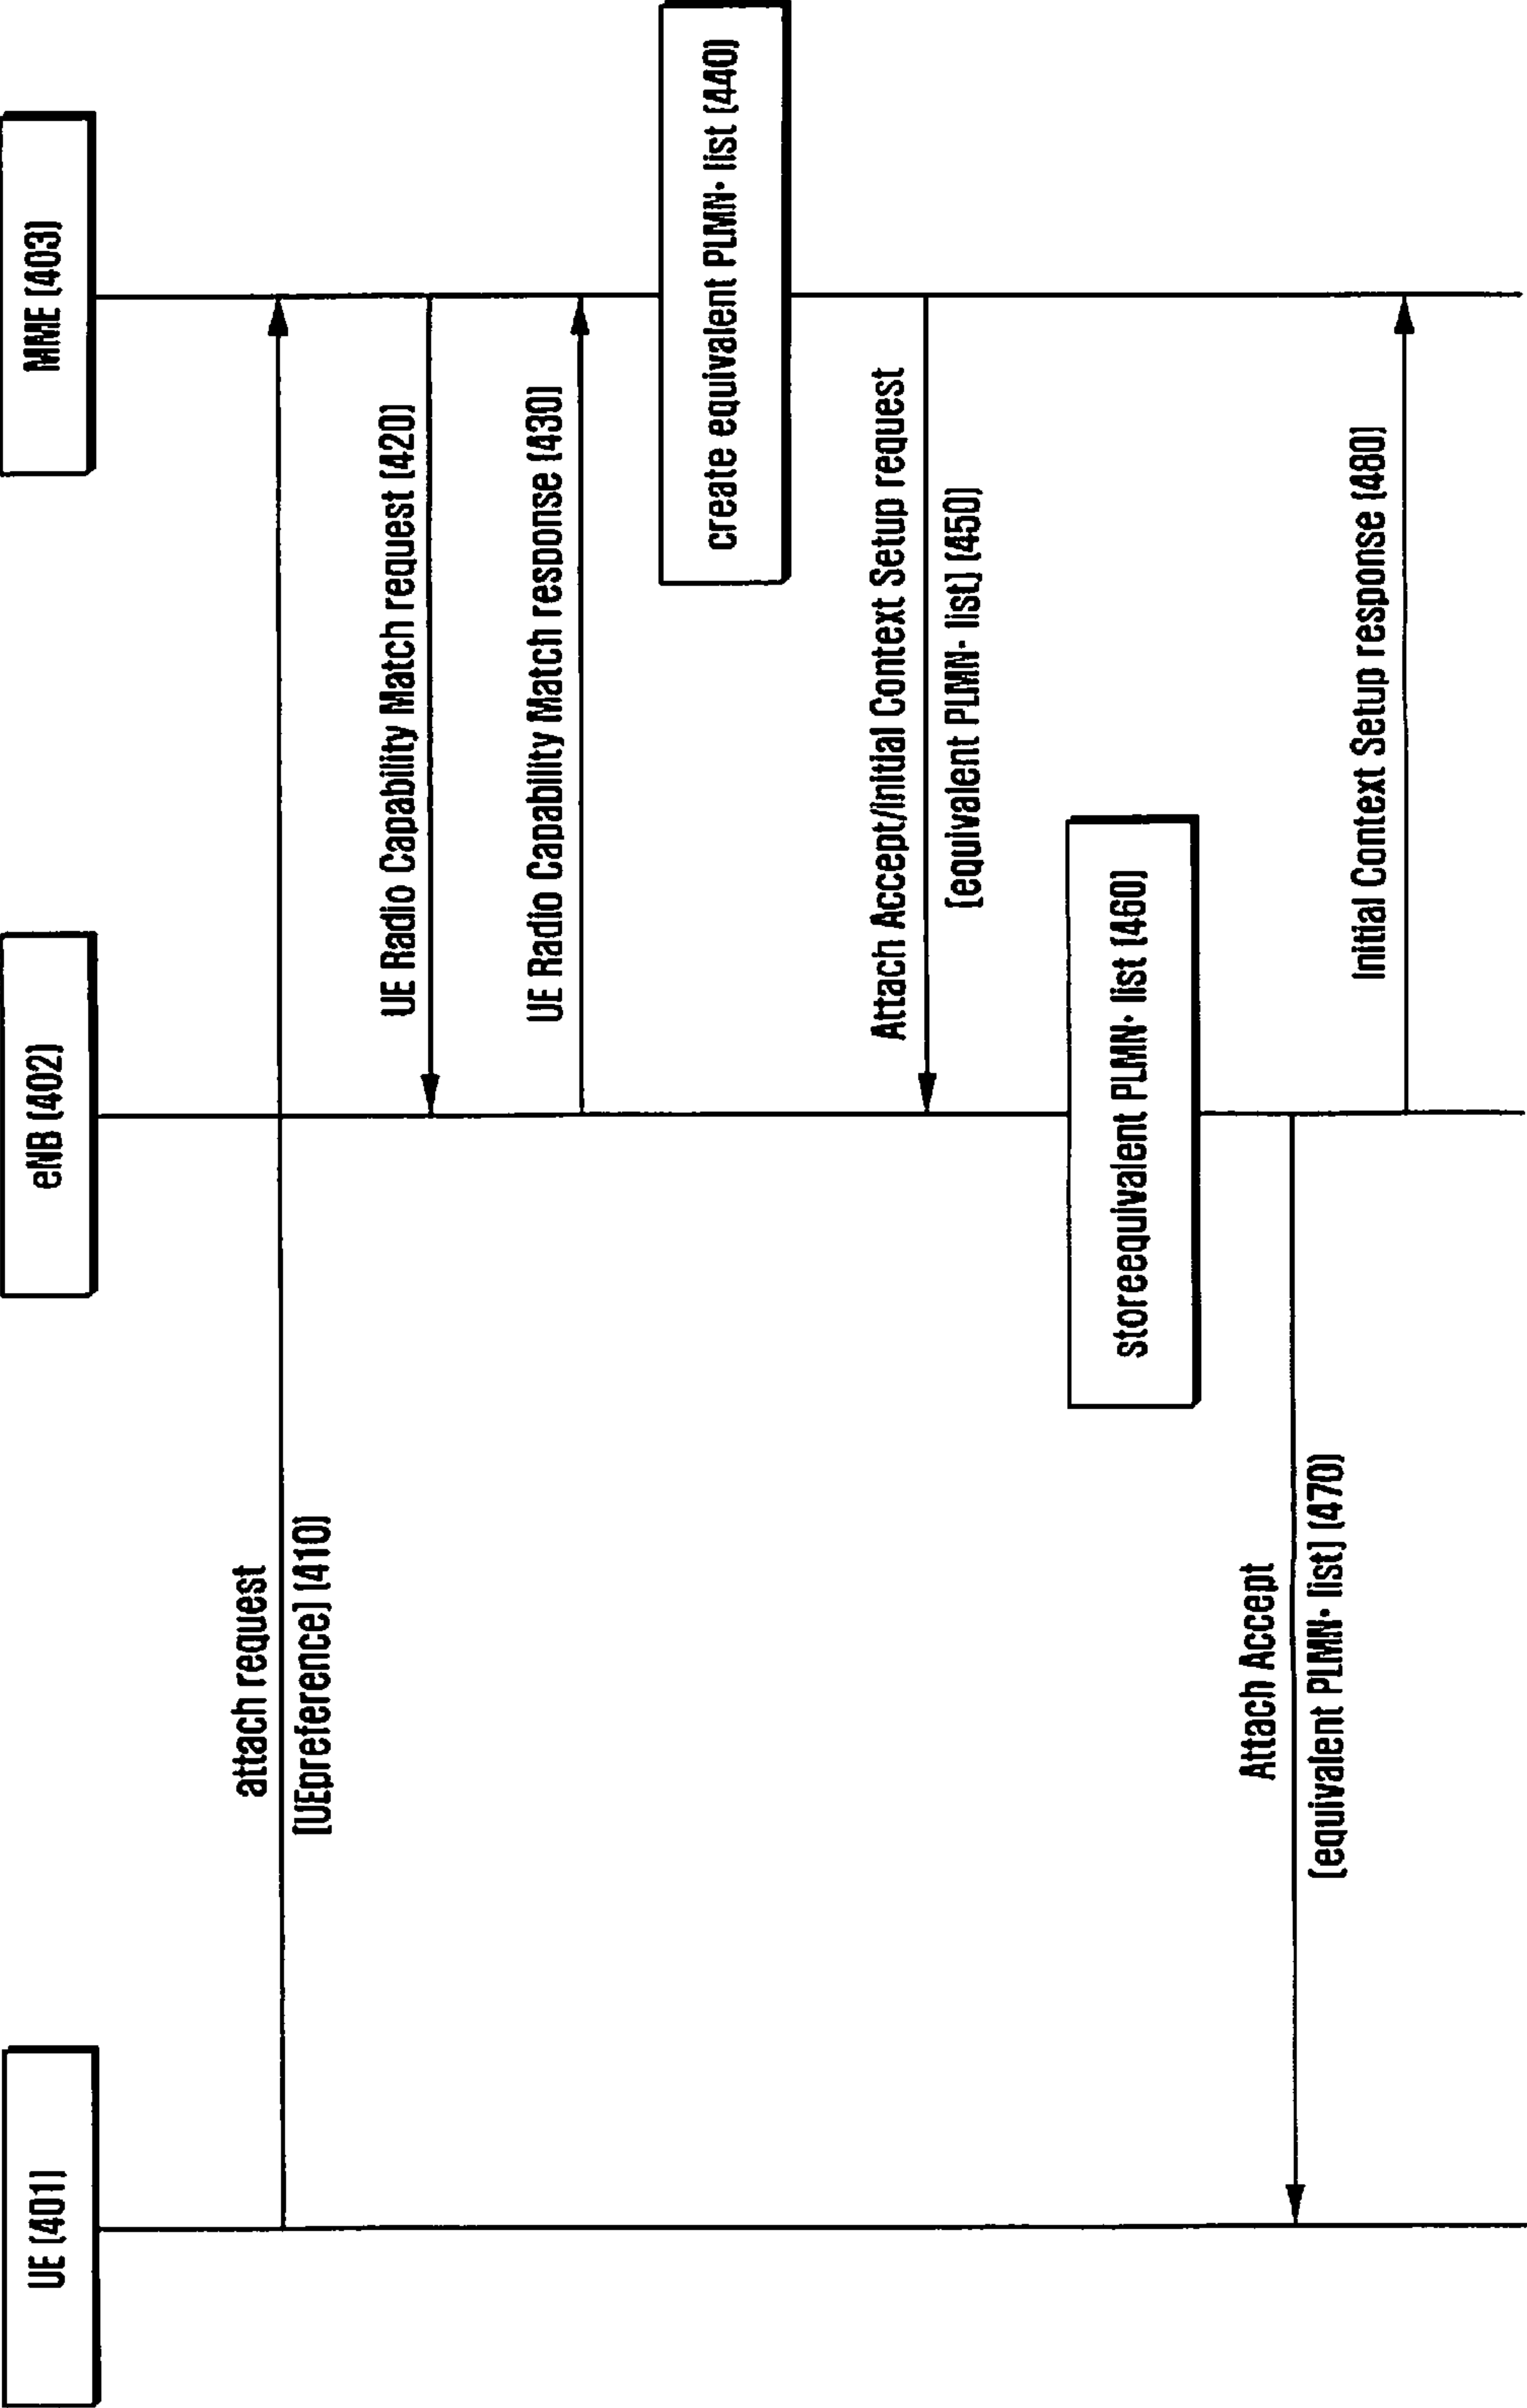 UE (401)
eNB (402)
MME (403)
attach request
(UEpreference) (410)
UE Radio Capability Match request (420)
UE Radio Capability Match response (430)
create equivalent PLMN· list (440)
Attach Accept/Initial Context Setup request
(equivalent PLMN· list) (450)
storeequivalent PLMN· list (460)
Attach Accept
(equivalent PLMN· list) (470)
Initial Context Setup response (480)